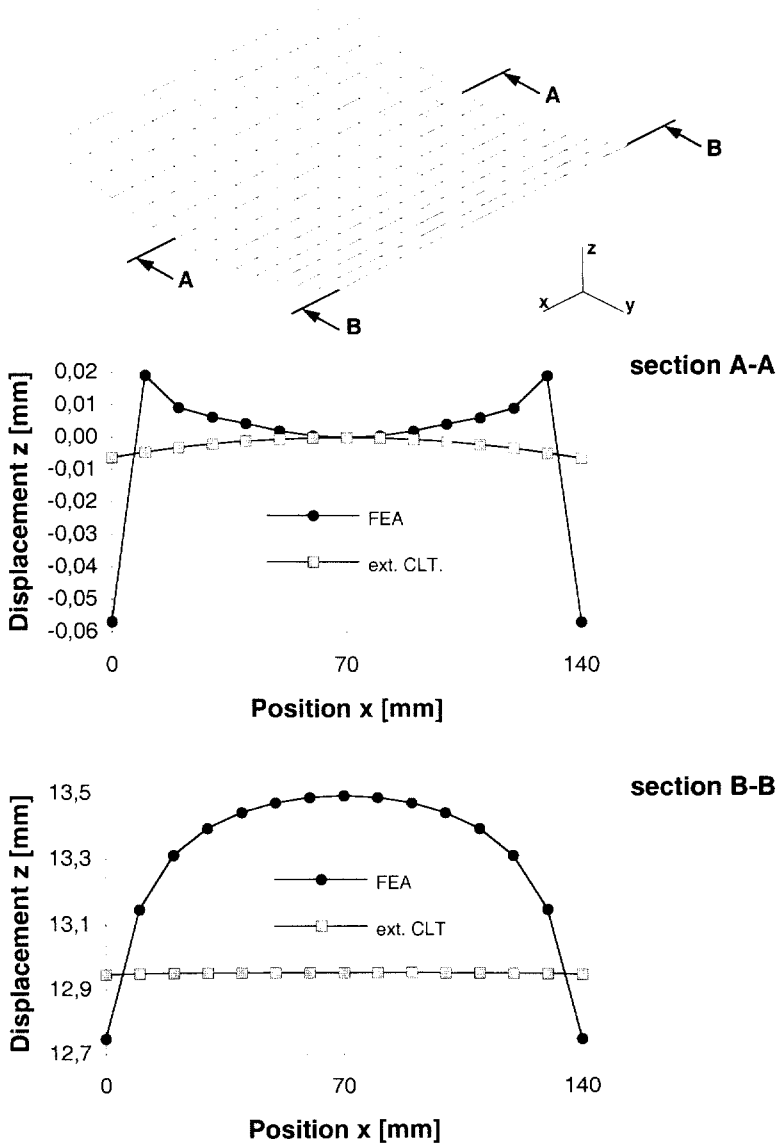 A
B
A
B
z
x
y
section A-A
Displacement z [mm]
0,02
0,01
0,00
-0,01
-0,02
-0,03
-0,04
-0,05
-0,06
FEA
ext. CLT.
0
70
140
Position x [mm]
section B-B
Displacement z [mm]
13,5
13,3
13,1
12,9
12,7
FEA
ext. CLT
0
70
140
Position x [mm]